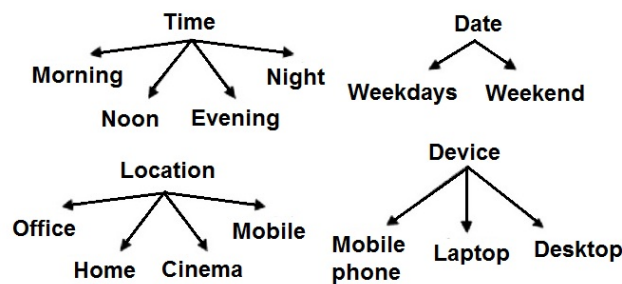 Time
Morning
Night
Noon
Evening
Date
Weekdays
Weekend
Location
Office
Mobile
Home
Cinema
Device
Mobile
phone
Laptop
Desktop